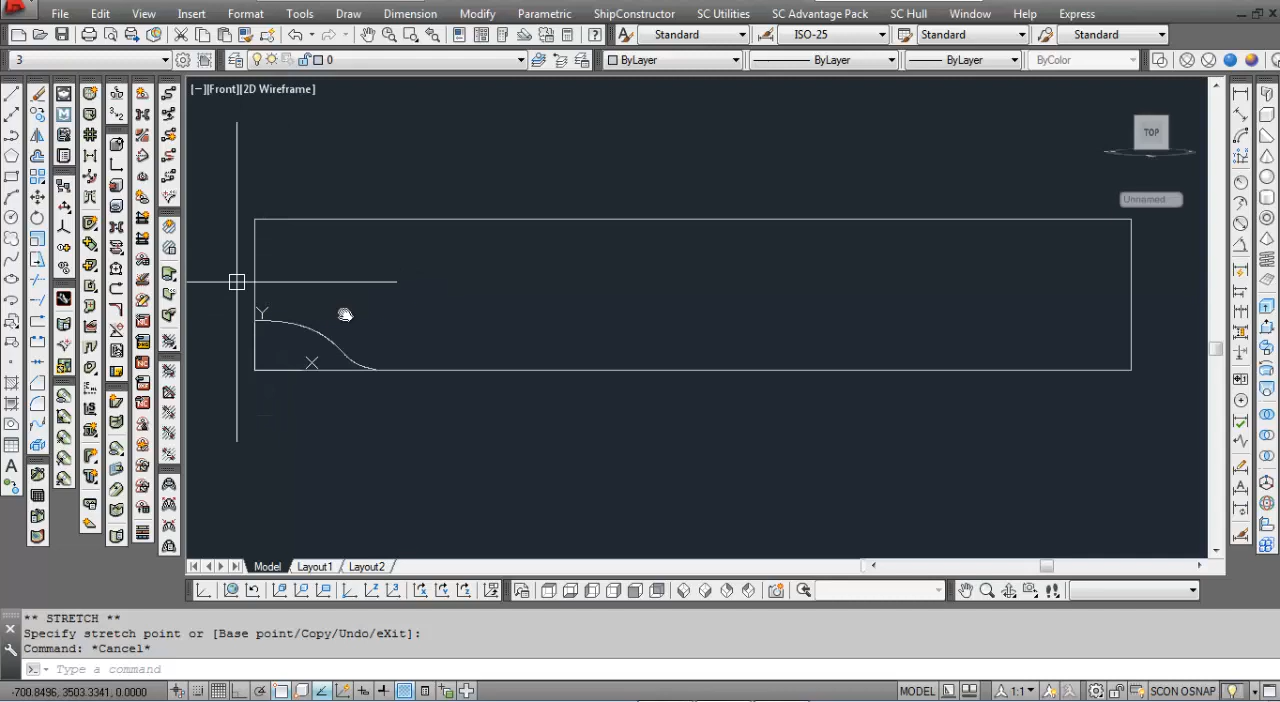 File Edit View Insert Format Tools Draw Dimension Modify Parametric ShipConstructor SC Utilities SC Advantage Pack SC Hull Window Help Express
Standard ISO-25 Standard Standard
3 0 ByLayer ByLayer ByLayer ByColor
[−][Front][2D Wireframe]
TOP
Unnamed
Y
X
Model Layout1 Layout2
** STRETCH **
Specify stretch point or [Base point/Copy/Undo/eXit]:
Command: *Cancel*
Type a command
-700.8496, 3503.3341, 0.0000 MODEL 1:1 SCON OSNAP